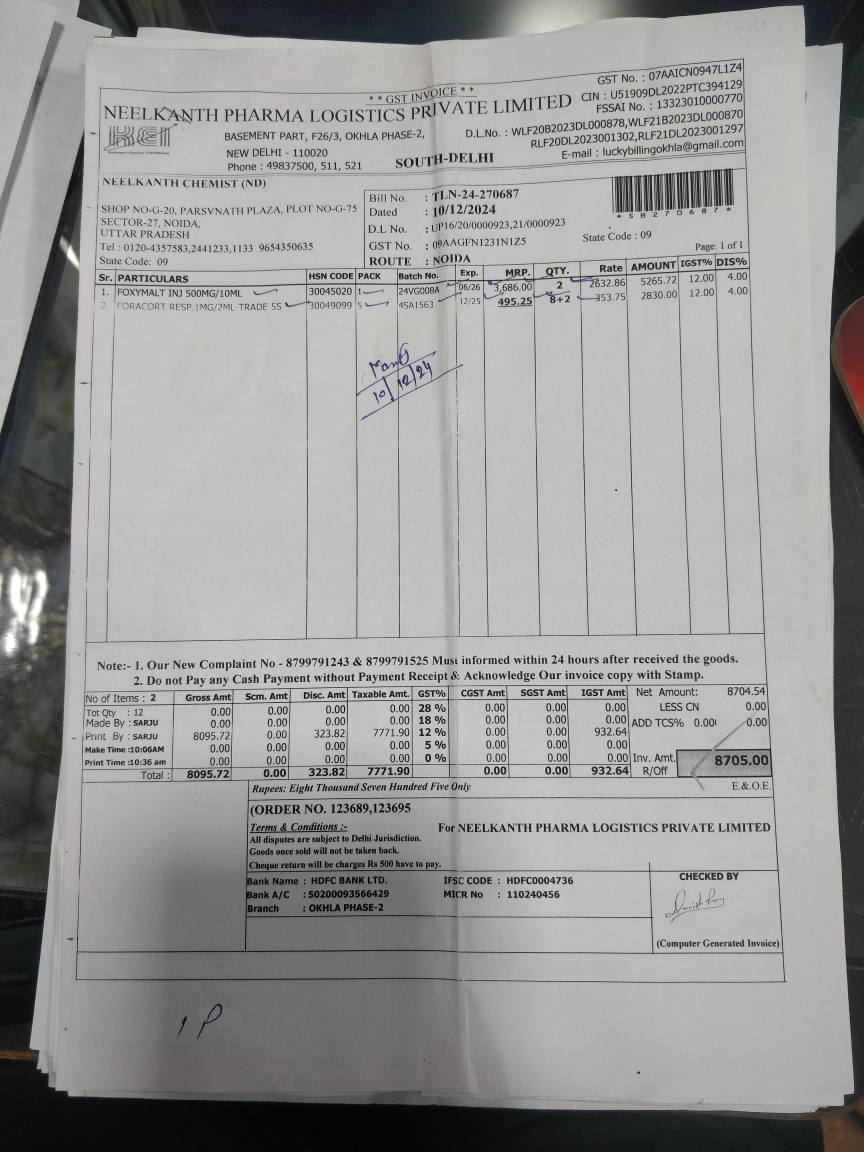 * * GST INVOICE * *
GST No. : 07AAICN0947L1Z4
NEELKANTH PHARMA LOGISTICS PRIVATE LIMITED
CIN : U51909DL2022PTC394129
FSSAI No. : 13323010000770
BASEMENT PART, F26/3, OKHLA PHASE-2,
D.L.No. : WLF20B2023DL000878,WLF21B2023DL000870
NEW DELHI - 110020
RLF20DL2023001302,RLF21DL2023001297
Phone : 49837500, 511, 521
SOUTH-DELHI
E-mail : luckybillingokhla@gmail.com
NEELKANTH CHEMIST (ND)
SHOP NO-G-20, PARSVNATH PLAZA, PLOT NO-G-75
SECTOR-27, NOIDA,
UTTAR PRADESH
Tel : 0120-4357583,2441233,1133 9654350635
State Code: 09
Bill No. : TLN-24-270687
Dated : 10/12/2024
D.L No. : UP16/20/0000923,21/0000923
GST No. : 09AAGFN1231N1Z5
ROUTE : NOIDA
*SB270687*
State Code : 09
Page: 1 of 1
Sr. PARTICULARS HSN CODE PACK Batch No. Exp. MRP. QTY. Rate AMOUNT IGST% DIS%
1. FOXYMALT INJ 500MG/10ML 30045020 1 24VG008A 06/26 3,686.00 2 2632.86 5265.72 12.00 4.00
2. FORACORT RESP 1MG/2ML TRADE 55 30049099 5 4SA1563 12/25 495.25 8+2 353.75 2830.00 12.00 4.00
10/12/24
Note:- 1. Our New Complaint No - 8799791243 & 8799791525 Must informed within 24 hours after received the goods.
2. Do not Pay any Cash Payment without Payment Receipt & Acknowledge Our invoice copy with Stamp.
No of Items : 2 Gross Amt Scm. Amt Disc. Amt Taxable Amt. GST% CGST Amt SGST Amt IGST Amt Net Amount: 8704.54
Tot Qty : 12 0.00 0.00 0.00 0.00 28 % 0.00 0.00 0.00 LESS CN 0.00
Made By : SARJU 0.00 0.00 0.00 0.00 18 % 0.00 0.00 0.00 ADD TCS% 0.00 0.00
Print By : SARJU 8095.72 0.00 323.82 7771.90 12 % 0.00 0.00 932.64
Make Time :10:06AM 0.00 0.00 0.00 0.00 5 % 0.00 0.00 0.00
Print Time :10:36 am 0.00 0.00 0.00 0.00 0 % 0.00 0.00 0.00 Inv. Amt. 8705.00
Total : 8095.72 0.00 323.82 7771.90 0.00 0.00 932.64 R/Off
Rupees: Eight Thousand Seven Hundred Five Only E.&.O.E.
(ORDER NO. 123689,123695
Terms & Conditions :- For NEELKANTH PHARMA LOGISTICS PRIVATE LIMITED
All disputes are subject to Delhi Jurisdiction.
Goods once sold will not be taken back.
Cheque return will be charges Rs 500 have to pay.
Bank Name : HDFC BANK LTD. IFSC CODE : HDFC0004736
Bank A/C : 50200093566429 MICR No : 110240456
Branch : OKHLA PHASE-2
CHECKED BY
(Computer Generated Invoice)
1 P